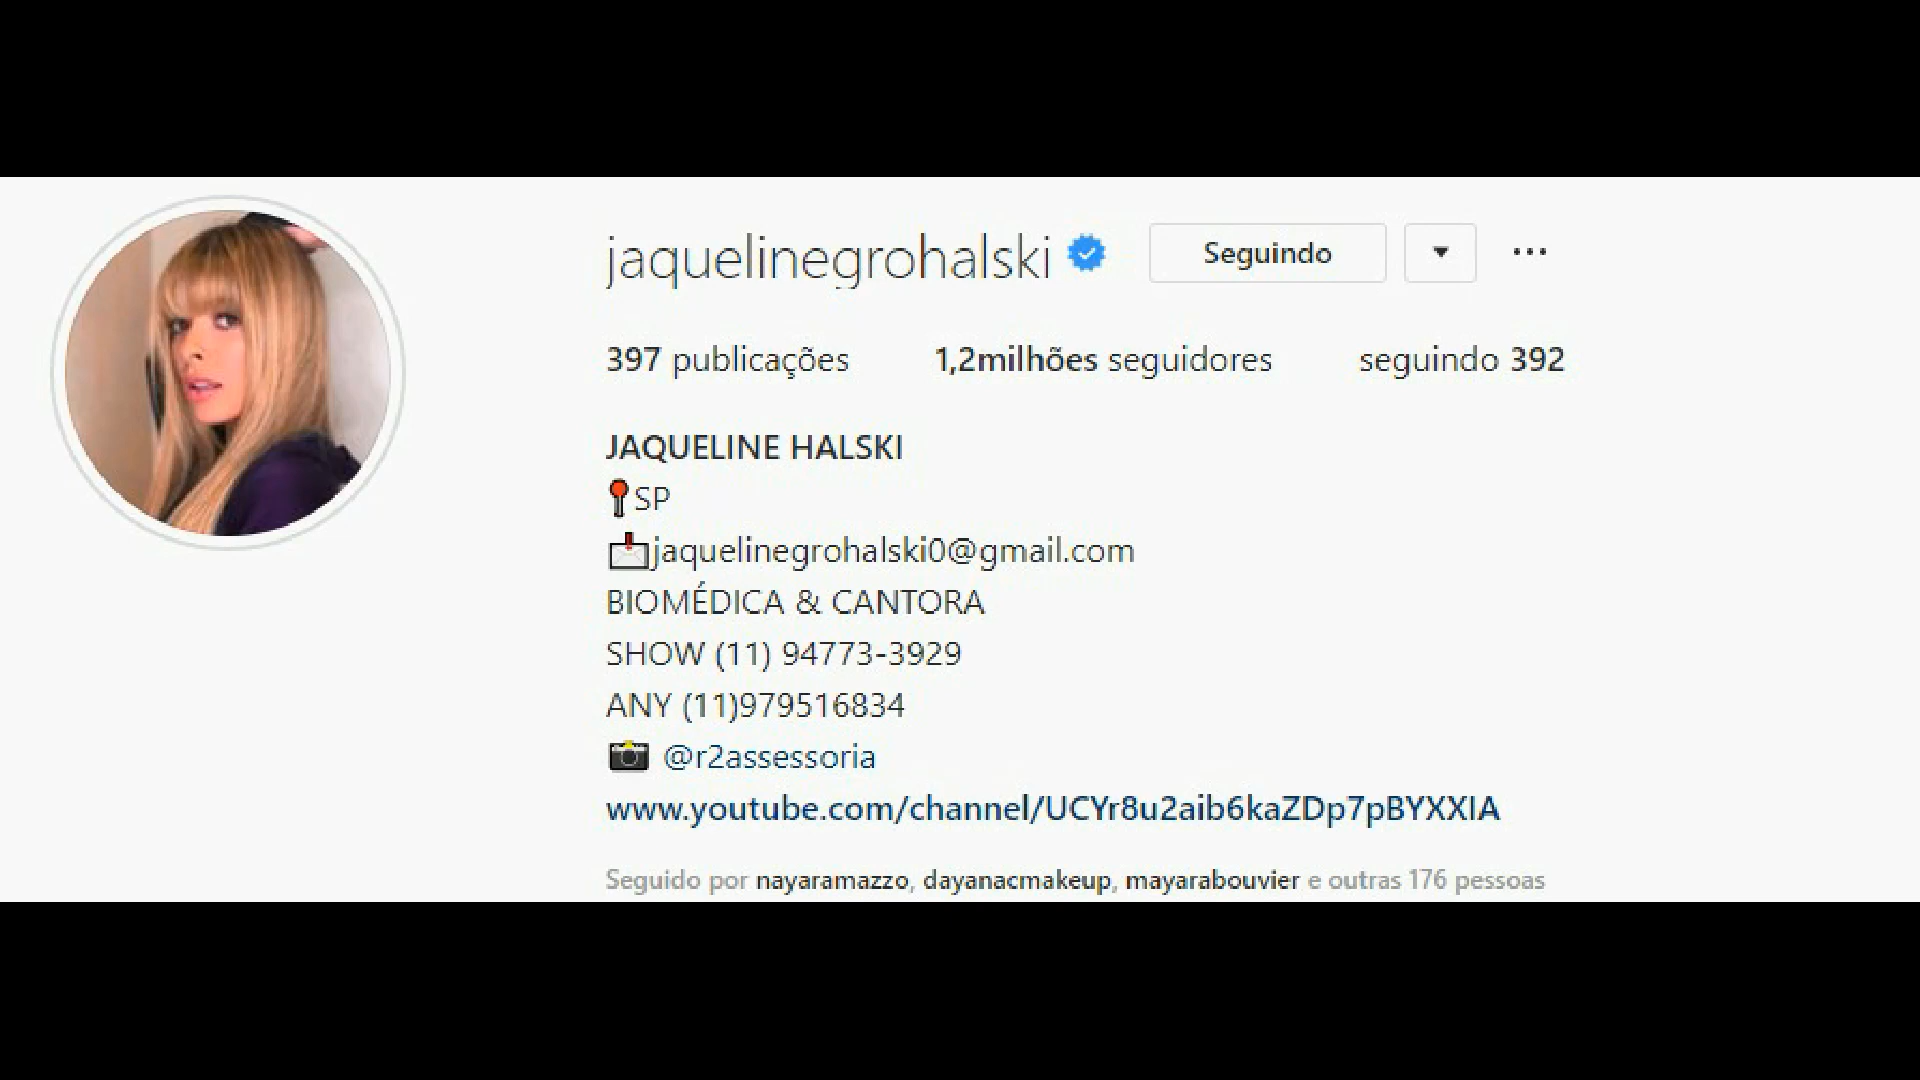 jaquelinegrohalski Seguindo
397 publicações 1,2milhões seguidores seguindo 392
JAQUELINE HALSKI
SP
jaquelinegrohalski0@gmail.com
BIOMÉDICA & CANTORA
SHOW (11) 94773-3929
ANY (11)979516834
@r2assessoria
www.youtube.com/channel/UCYr8u2aib6kaZDp7pBYXXIA
Seguido por nayaramazzo, dayanacmakeup, mayarabouvier e outras 176 pessoas